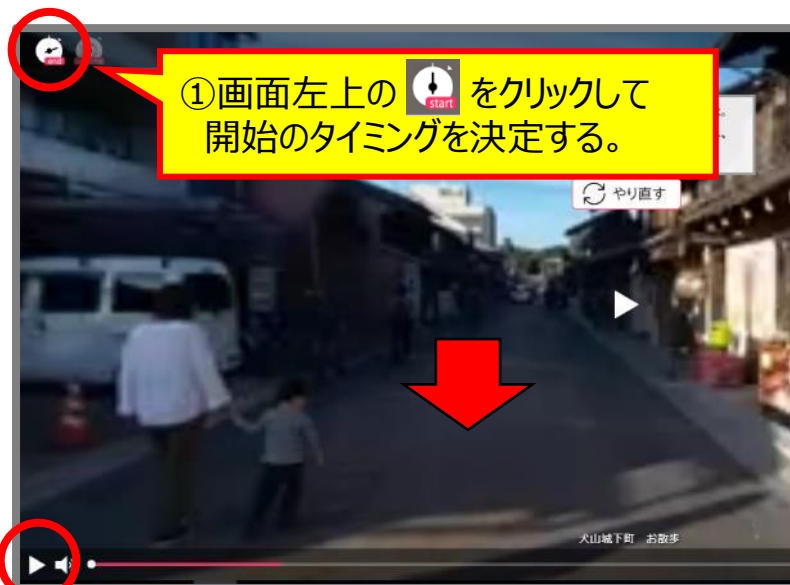 end
①画面左上の start をクリックして
開始のタイミングを決定する。
やり直す
犬山城下町 お散歩